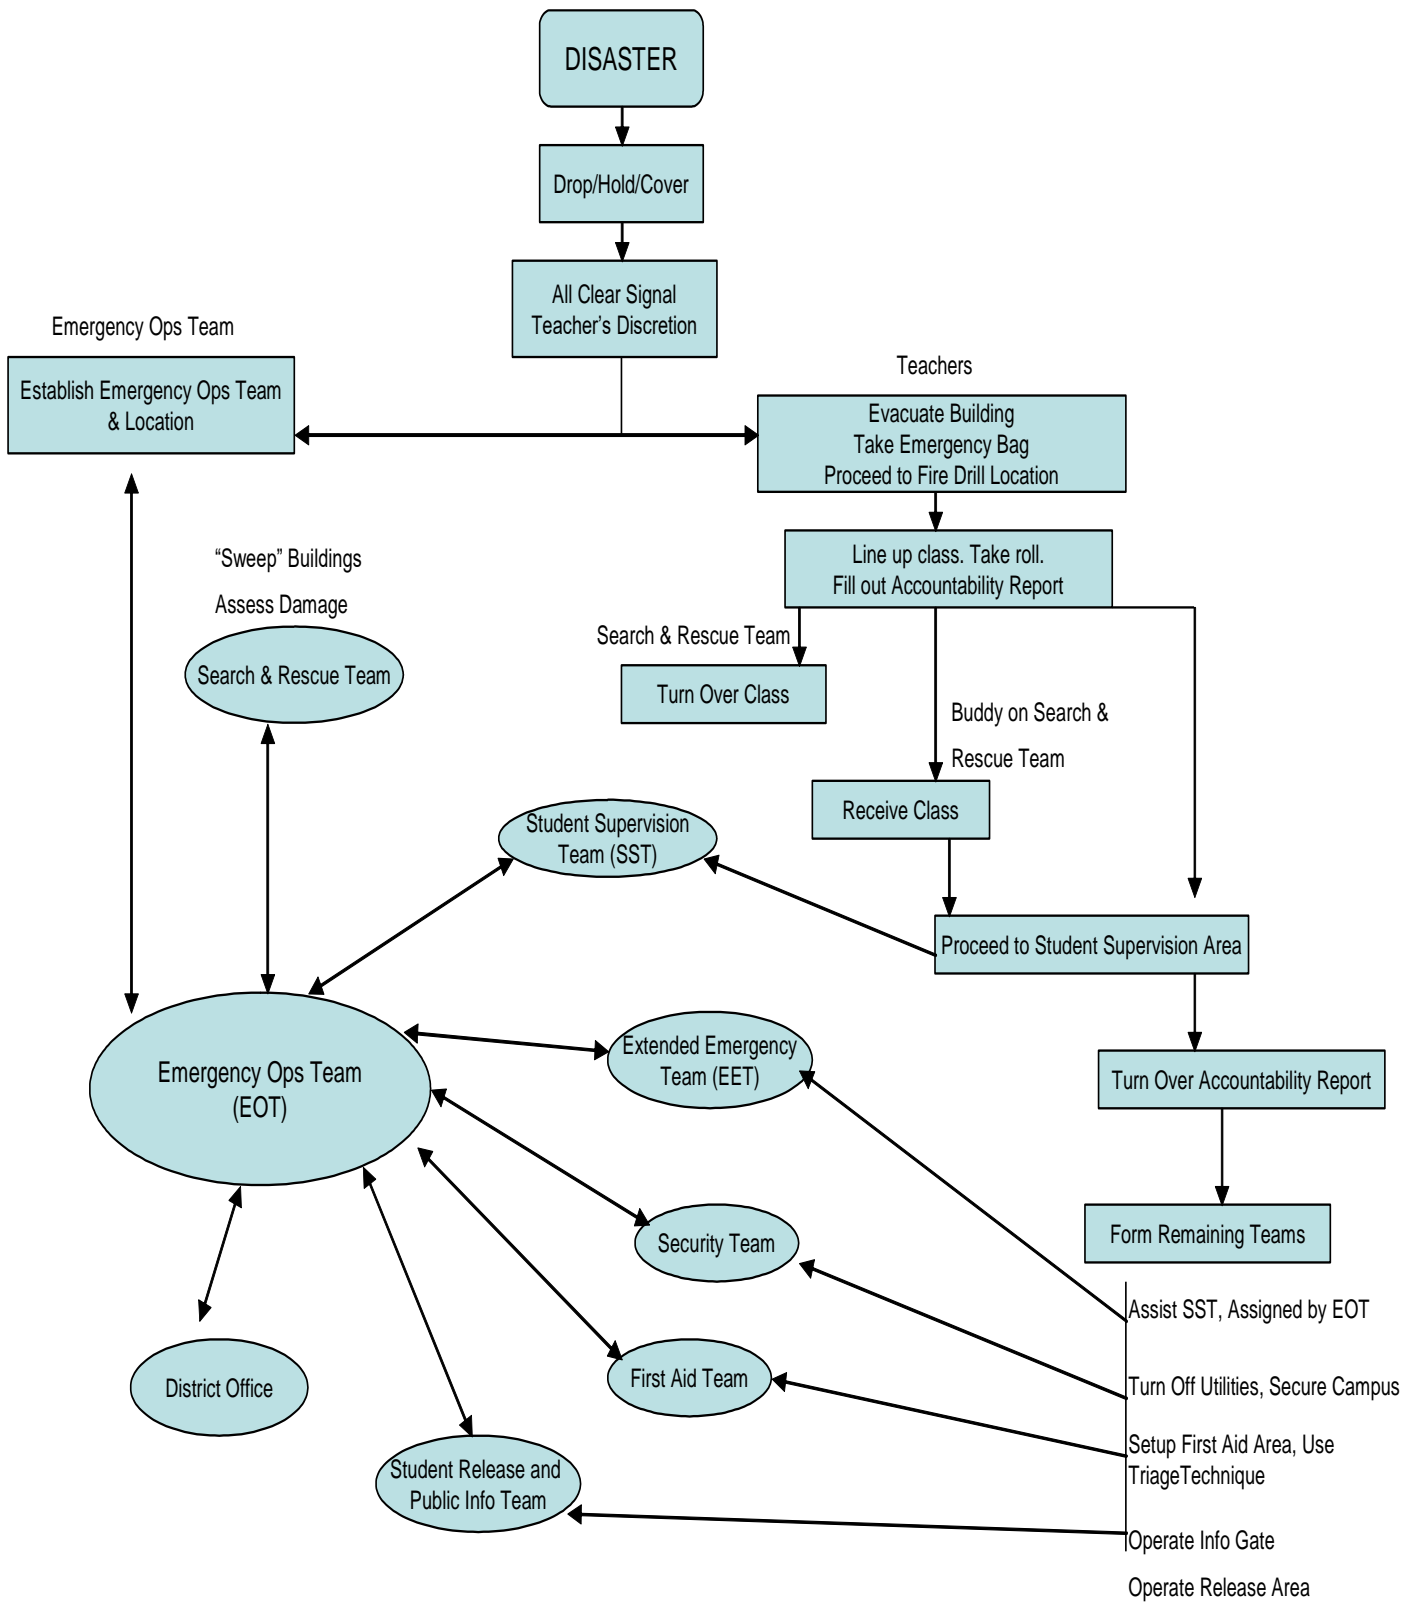 DISASTER
Drop/Hold/Cover
All Clear Signal
Teacher’s Discretion
Emergency Ops Team
Establish Emergency Ops Team
& Location
Teachers
Evacuate Building
Take Emergency Bag
Proceed to Fire Drill Location
Line up class. Take roll.
Fill out Accountability Report
“Sweep” Buildings
Assess Damage
Search & Rescue Team
Search & Rescue Team
Turn Over Class
Buddy on Search &
Rescue Team
Receive Class
Student Supervision
Team (SST)
Proceed to Student Supervision Area
Emergency Ops Team
(EOT)
Extended Emergency
Team (EET)
Turn Over Accountability Report
Security Team
Form Remaining Teams
Assist SST, Assigned by EOT
District Office
First Aid Team
Turn Off Utilities, Secure Campus
Setup First Aid Area, Use
TriageTechnique
Student Release and
Public Info Team
Operate Info Gate
Operate Release Area